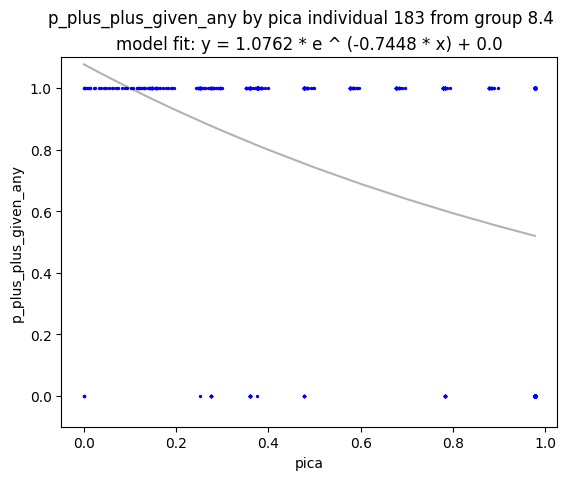 p_plus_plus_given_any by pica individual 183 from group 8.4
model fit: y = 1.0762 * e ^ (-0.7448 * x) + 0.0
1.0
0.8
0.6
0.4
0.2
0.0
p_plus_plus_given_any
0.0 0.2 0.4 0.6 0.8 1.0
pica